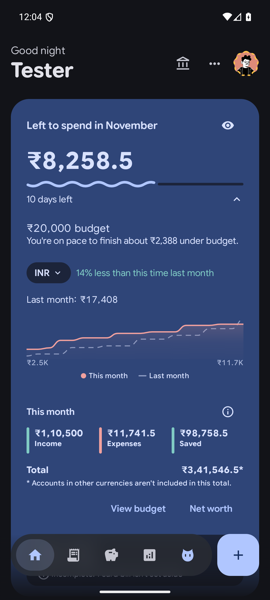 12:04
Good night
Tester
Left to spend in November
₹8,258.5
10 days left
₹20,000 budget
You're on pace to finish about ₹2,388 under budget.
INR 14% less than this time last month
Last month: ₹17,408
₹2.5K ₹11.7K
This month Last month
This month
₹1,10,500 ₹11,741.5 ₹98,758.5
Income Expenses Saved
Total ₹3,41,546.5*
* Accounts in other currencies aren't included in this total.
View budget Net worth